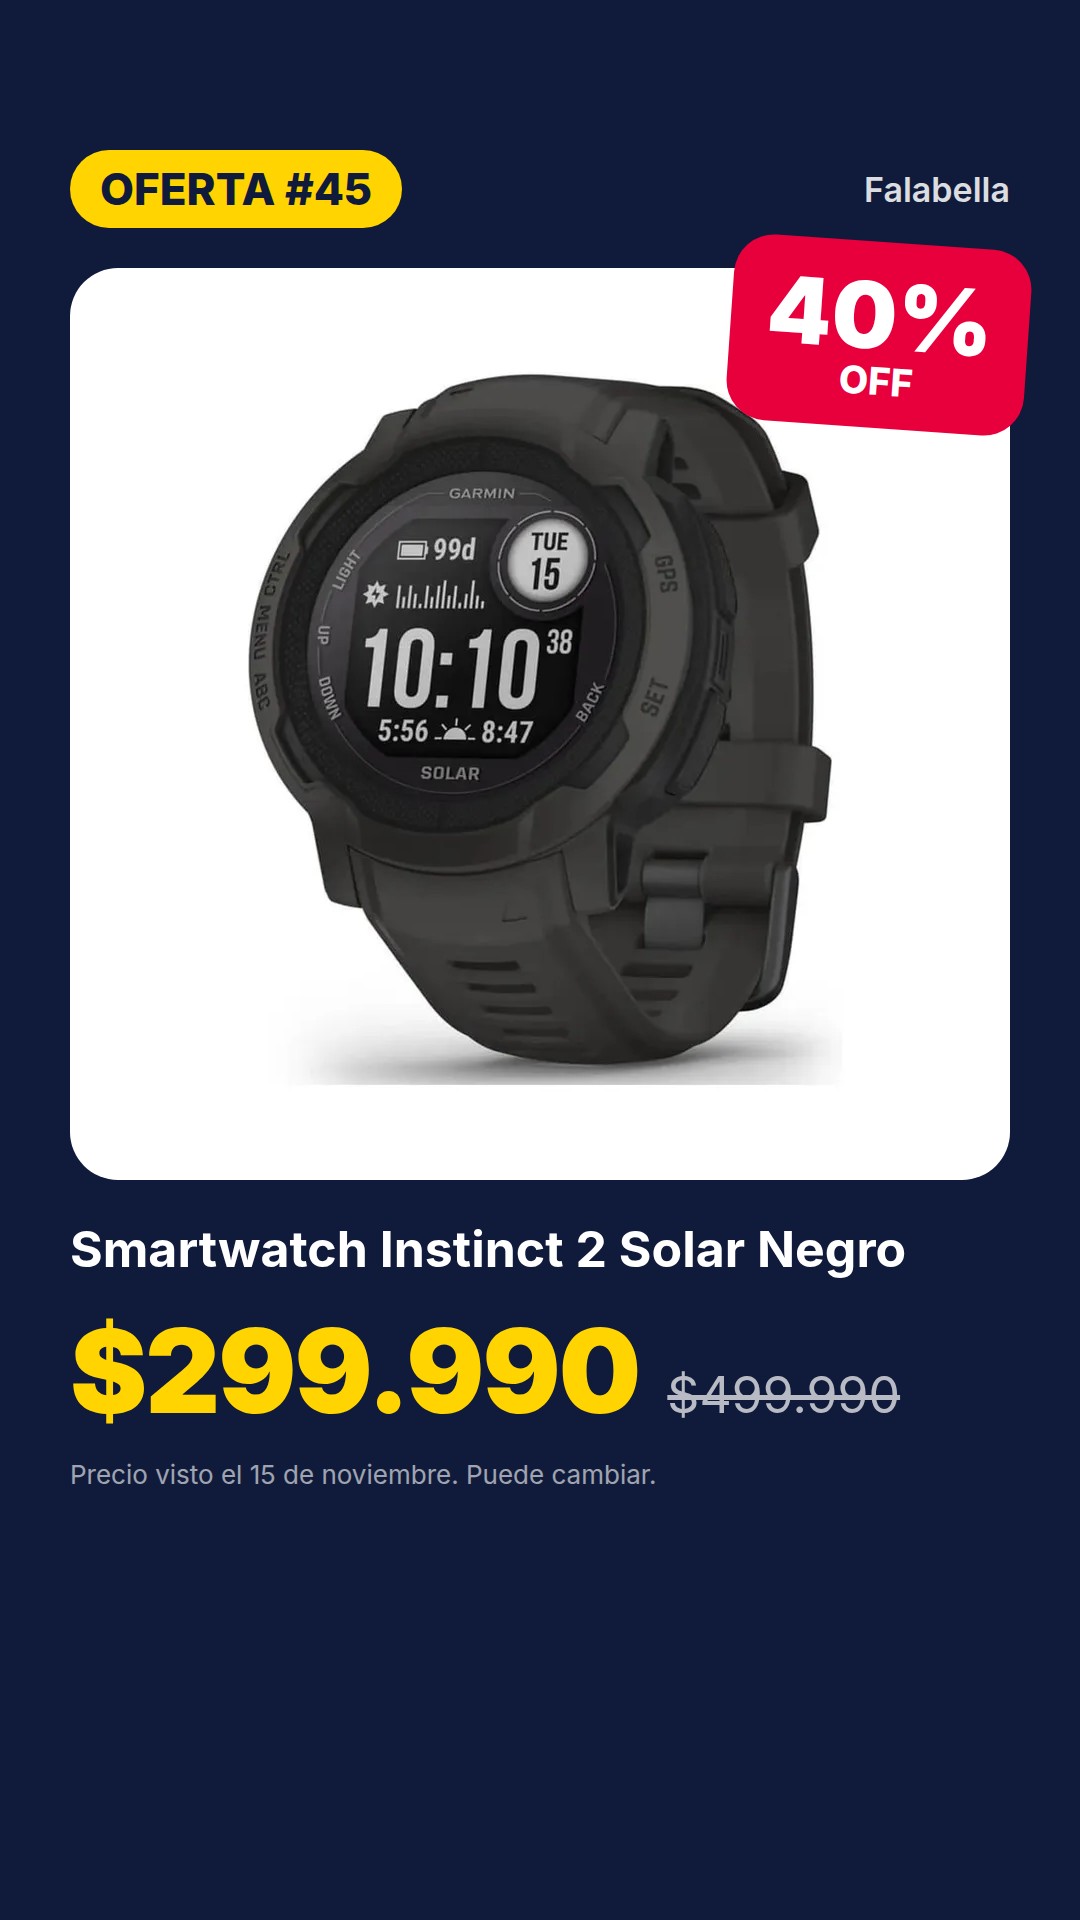 OFERTA #45
Falabella
40%
OFF
GARMIN
99d
TUE
15
LIGHT
CTRL
MENU
ABC
UP
DOWN
GPS
SET
BACK
10:10 38
5:56 8:47
SOLAR
Smartwatch Instinct 2 Solar Negro
$299.990 $499.990
Precio visto el 15 de noviembre. Puede cambiar.